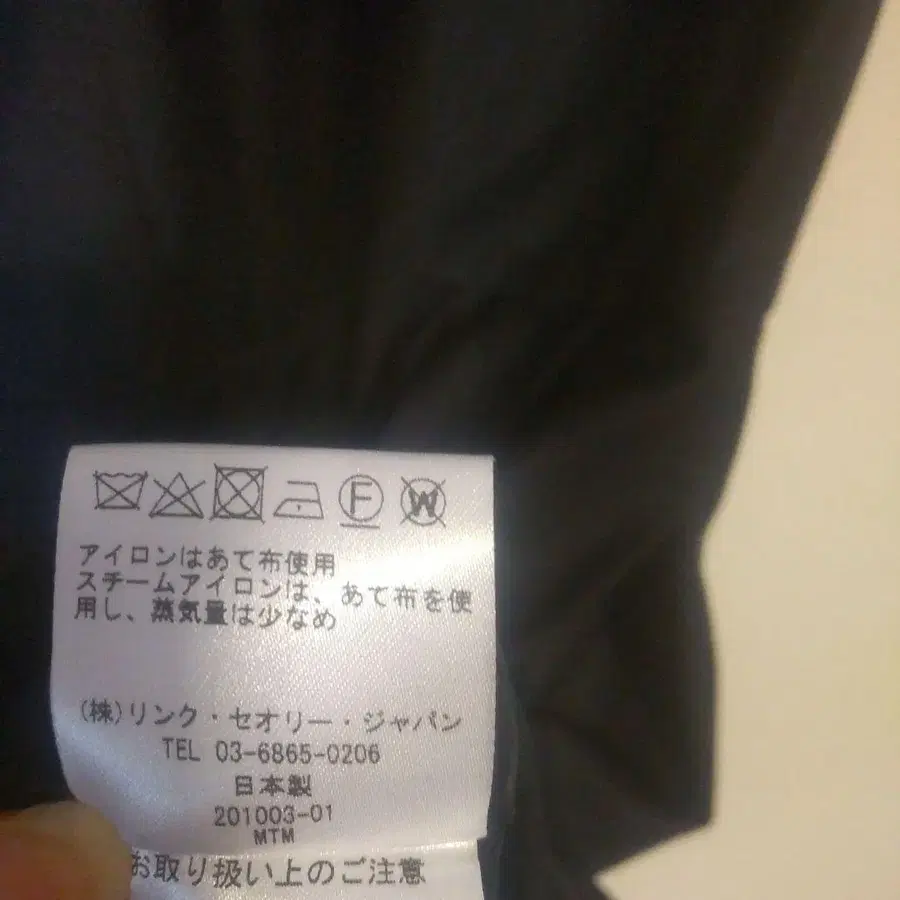 F W
アイロンはあて布使用
スチームアイロンは、あて布を使
用し、蒸気量は少なめ
(株)リンク・セオリー・ジャパン
TEL 03-6865-0206
日本製
201003-01
MTM
お取り扱い上のご注意